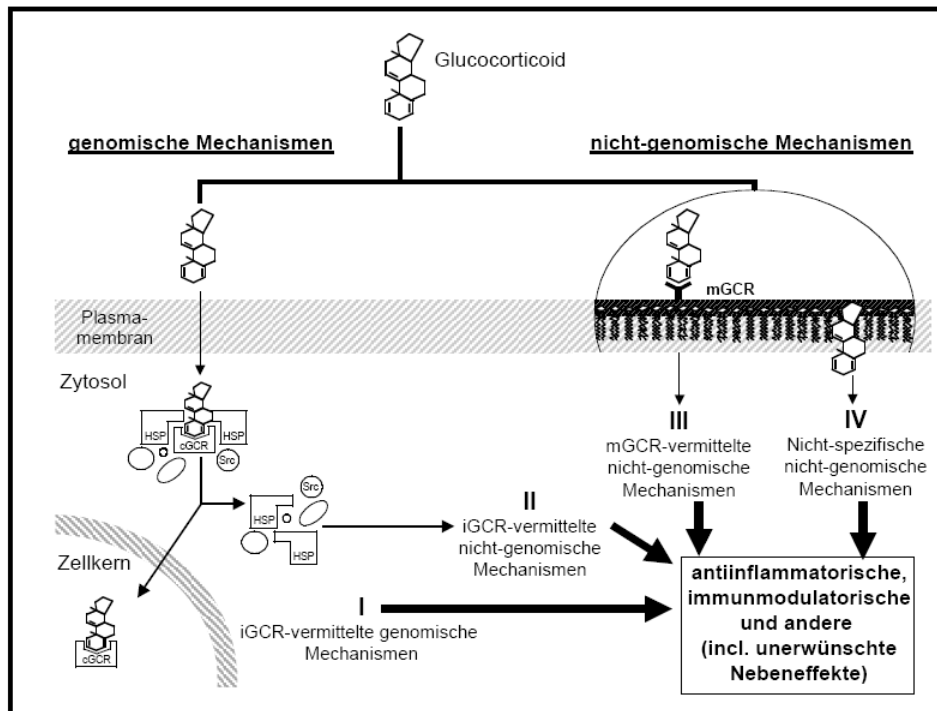 Glucocorticoid
genomische Mechanismen
nicht-genomische Mechanismen
mGCR
Plasma-
membran
Zytosol
HSP
HSP
cGCR
Src
III
mGCR-vermittelte
nicht-genomische
Mechanismen
IV
Nicht-spezifische
nicht-genomische
Mechanismen
Src
HSP
HSP
II
iGCR-vermittelte
nicht-genomische
Mechanismen
Zellkern
cGCR
I
iGCR-vermittelte genomische
Mechanismen
antiinflammatorische,
immunmodulatorische
und andere
(incl. unerwünschte
Nebeneffekte)